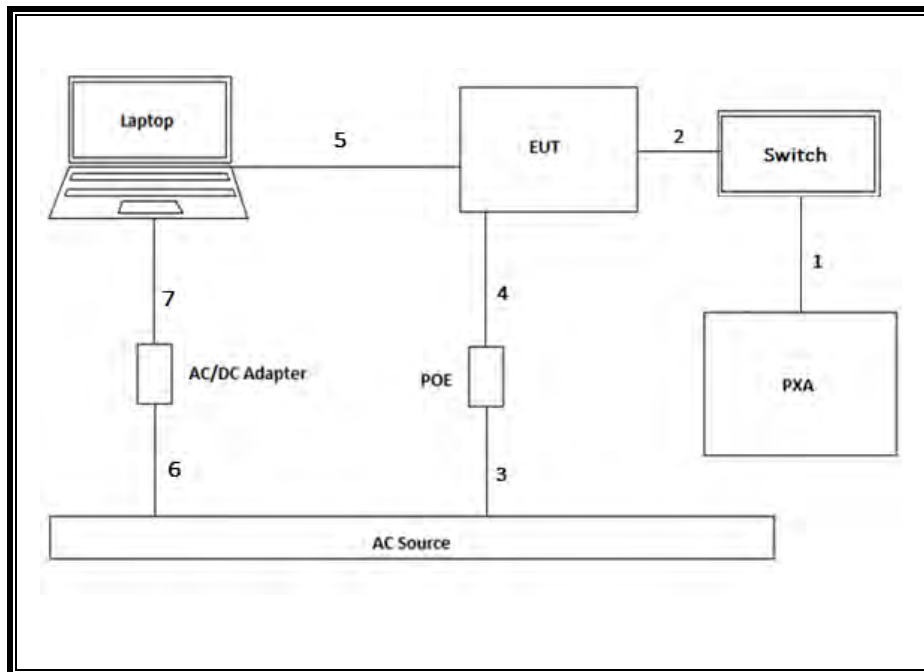 Laptop
5
EUT
2
Switch
1
7
4
AC/DC Adapter
POE
PXA
6
3
AC Source